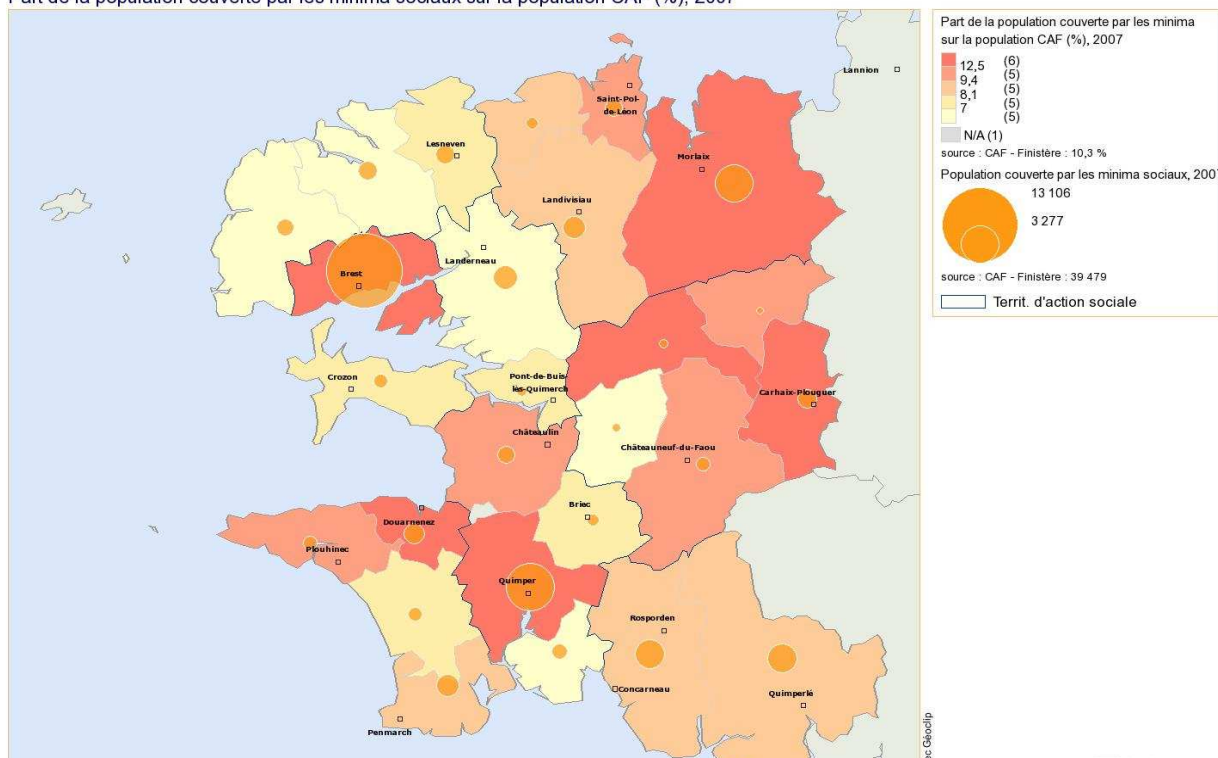 Part de la population couverte par les minima sociaux sur la population CAF (%), 2007
Part de la population couverte par les minima
sur la population CAF (%), 2007
12,5 (6)
9,4 (5)
8,1 (5)
7 (5)
(5)
N/A (1)
source : CAF - Finistère : 10,3 %
Population couverte par les minima sociaux, 2007
13 106
3 277
source : CAF - Finistère : 39 479
Territ. d'action sociale
Lannion
Saint-Pol-
de-Léon
Lesneven
Morlaix
Landivisiau
Landerneau
Brest
Crozon
Pont-de-Buis-
lès-Quimerch
Carhaix-Plouguer
Châteaulin
Châteauneuf-du-Faou
Briec
Douarnenez
Plouhinec
Quimper
Rosporden
Concarneau
Quimperlé
Penmarch
ec Géoclip